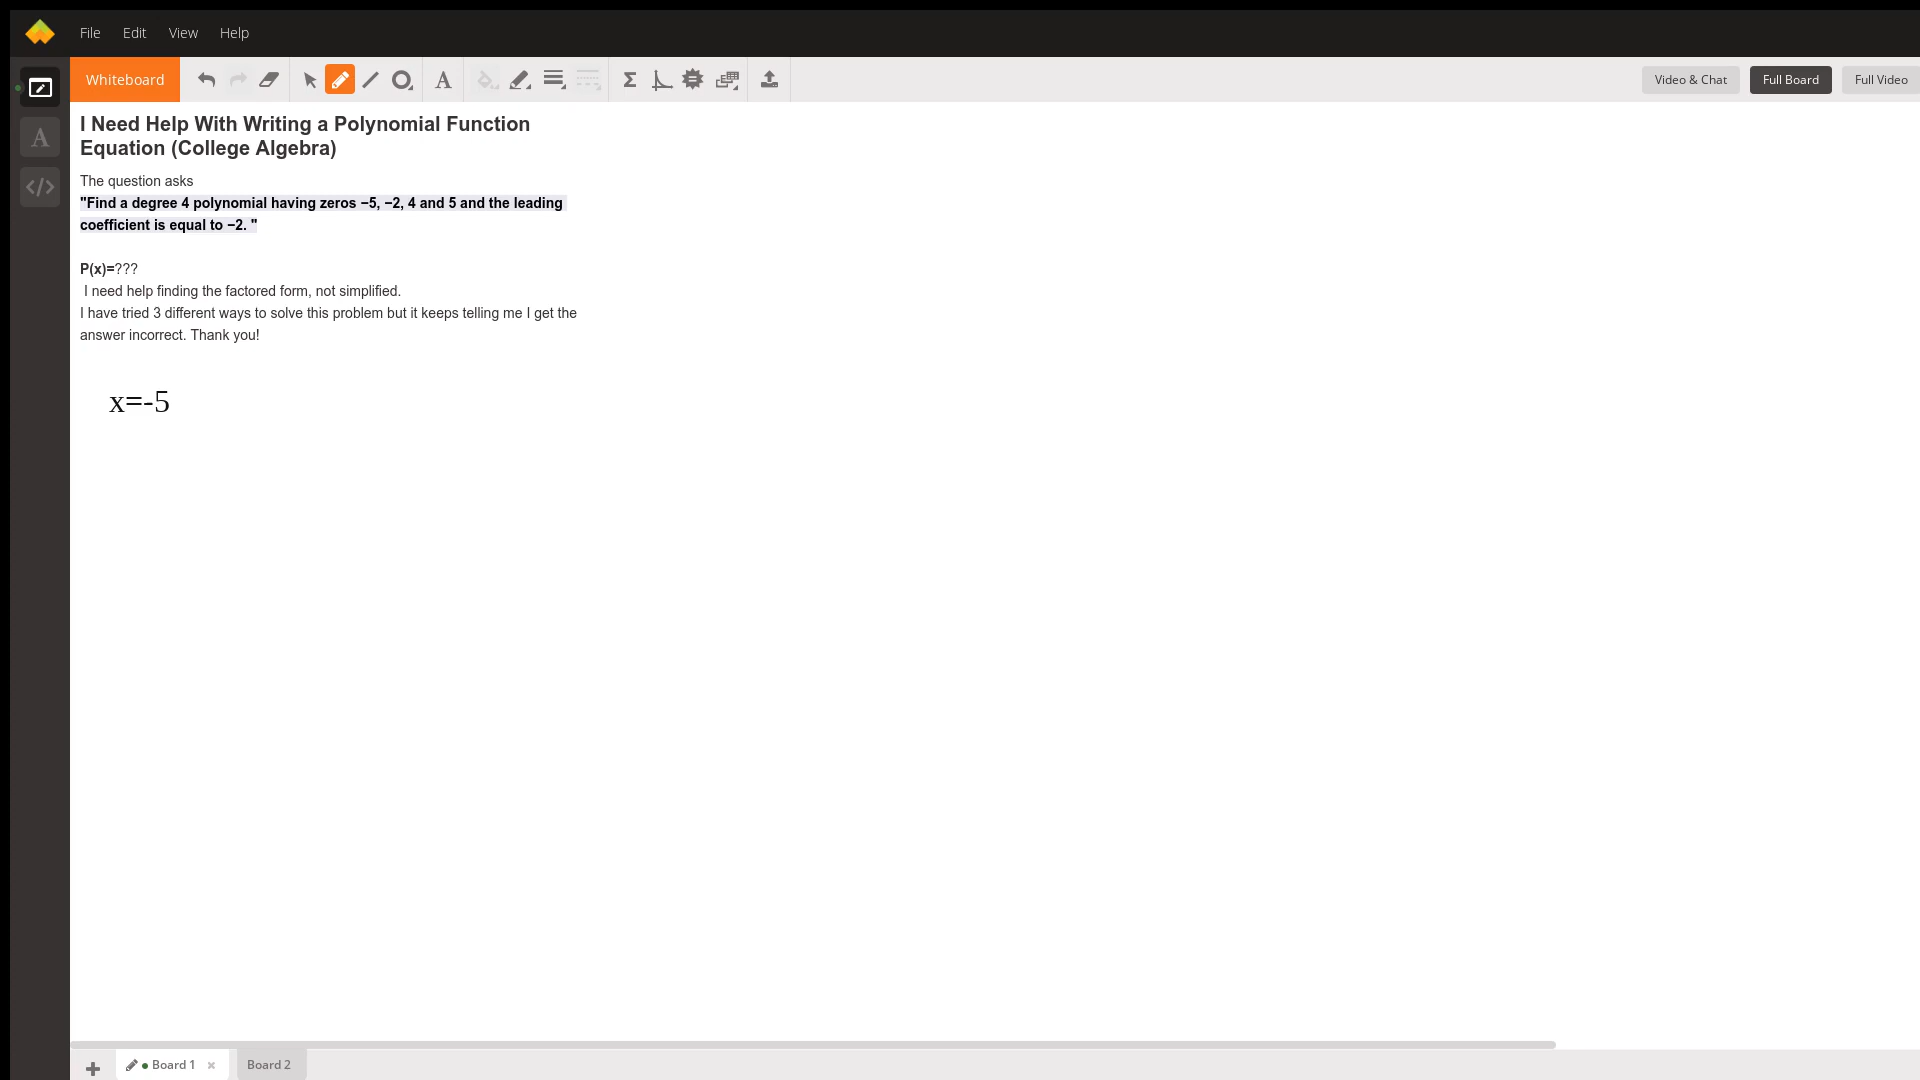 File Edit View Help
Whiteboard A Σ Video & Chat Full Board Full Video
A
</>
I Need Help With Writing a Polynomial Function
Equation (College Algebra)
The question asks
"Find a degree 4 polynomial having zeros −5, −2, 4 and 5 and the leading
coefficient is equal to −2. "
P(x)=???
I need help finding the factored form, not simplified.
I have tried 3 different ways to solve this problem but it keeps telling me I get the
answer incorrect. Thank you!
x=-5
Board 1 Board 2